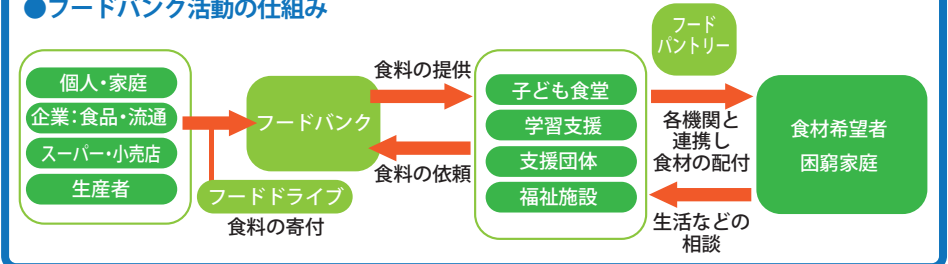 ●フードバンク活動の仕組み
個人・家庭
企業：食品・流通
スーパー・小売店
生産者
フードバンク
フードドライブ
食料の寄付
食料の提供
食料の依頼
子ども食堂
学習支援
支援団体
福祉施設
フード
パントリー
各機関と
連携し
食材の配付
生活などの
相談
食材希望者
困窮家庭